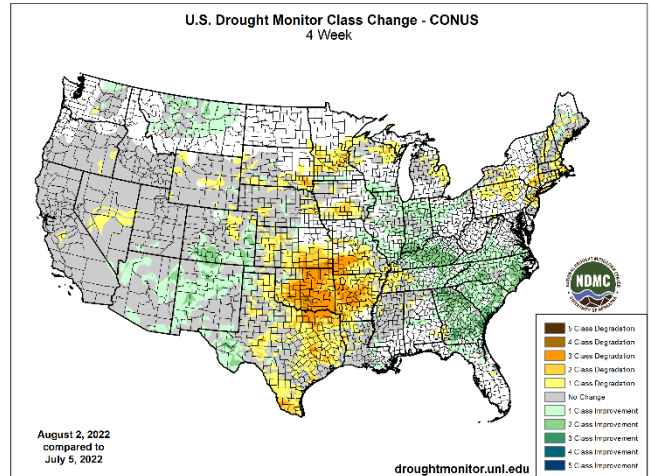 U.S. Drought Monitor Class Change - CONUS
4 Week
NDMC
5 Class Degradation
4 Class Degradation
3 Class Degradation
2 Class Degradation
1 Class Degradation
No Change
1 Class Improvement
2 Class Improvement
3 Class Improvement
4 Class Improvement
5 Class Improvement
August 2, 2022
compared to
July 5, 2022
droughtmonitor.unl.edu